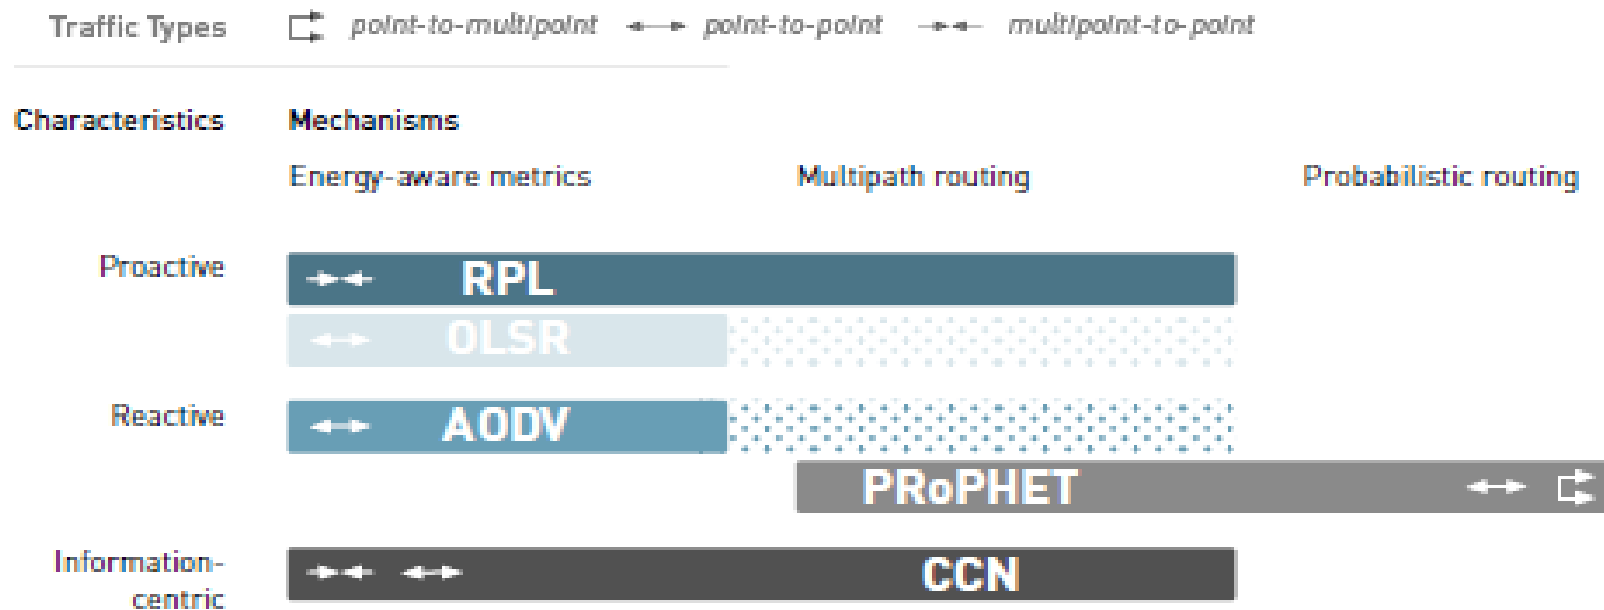 Traffic Types point-to-multipoint point-to-point multipoint-to-point
Characteristics Mechanisms
Energy-aware metrics Multipath routing Probabilistic routing
Proactive RPL
OLSR
Reactive AODV
PRoPHET
Information- CCN
centric